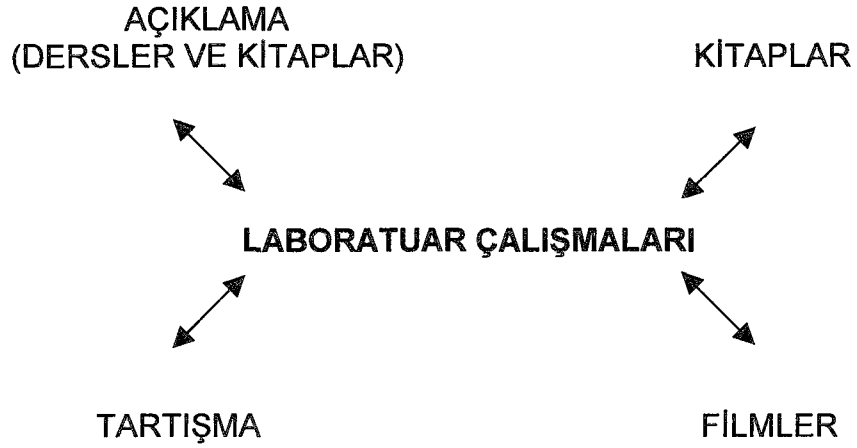 AÇIKLAMA
(DERSLER VE KİTAPLAR)
KİTAPLAR
LABORATUAR ÇALIŞMALARI
TARTIŞMA
FİLMLER